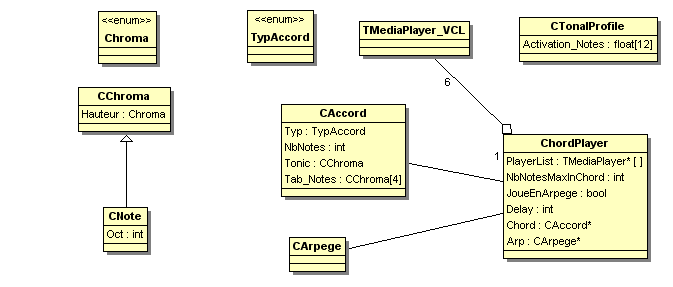 <<enum>>
Chroma
<<enum>>
TypAccord
TMediaPlayer_VCL
CTonalProfile
Activation_Notes : float[12]
CChroma
Hauteur : Chroma
6
CAccord
Typ : TypAccord
NbNotes : int
Tonic : CChroma
Tab_Notes : CChroma[4]
1
ChordPlayer
PlayerList : TMediaPlayer* [ ]
NbNotesMaxInChord : int
JoueEnArpege : bool
Delay : int
Chord : CAccord*
Arp : CArpege*
CNote
Oct : int
CArpege